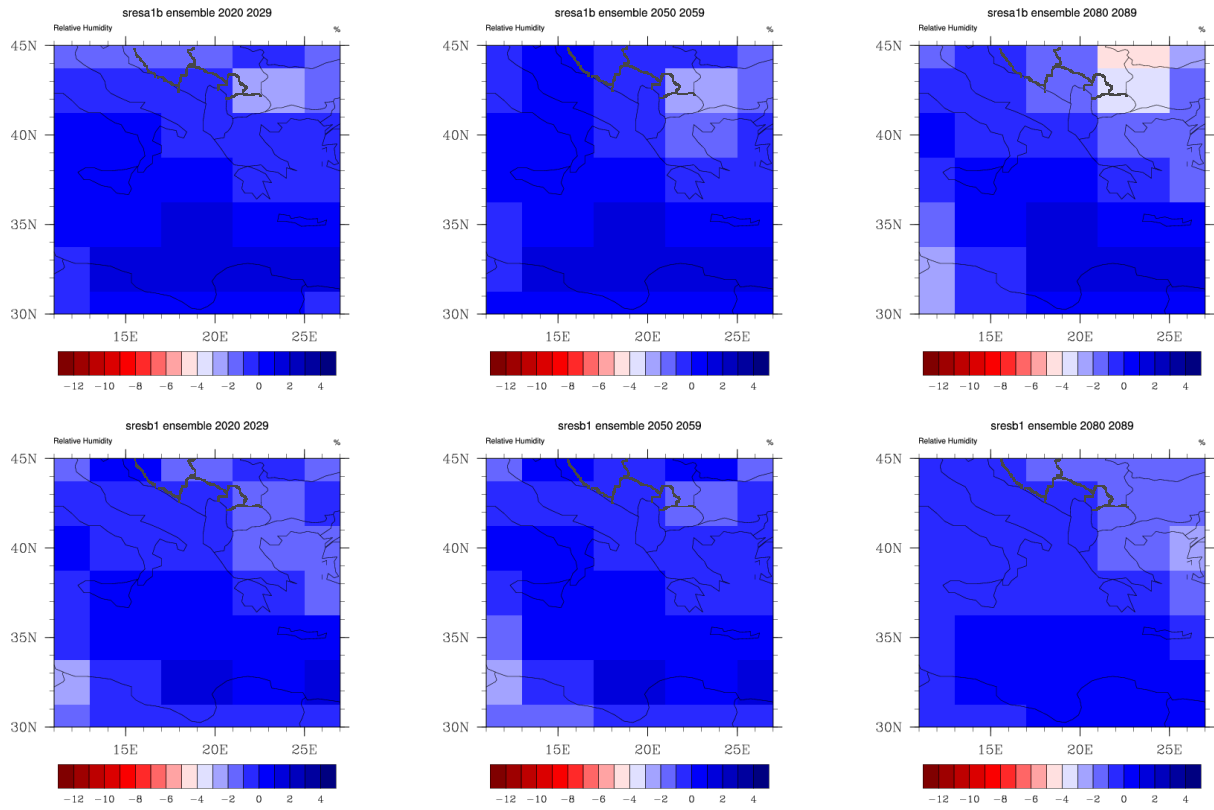 sresa1b ensemble 2020 2029
Relative Humidity %
45N
40N
35N
30N
15E 20E 25E
−12 −10 −8 −6 −4 −2 0 2 4
sresa1b ensemble 2050 2059
Relative Humidity %
45N
40N
35N
30N
15E 20E 25E
−12 −10 −8 −6 −4 −2 0 2 4
sresa1b ensemble 2080 2089
Relative Humidity %
45N
40N
35N
30N
15E 20E 25E
−12 −10 −8 −6 −4 −2 0 2 4
sresb1 ensemble 2020 2029
Relative Humidity %
45N
40N
35N
30N
15E 20E 25E
−12 −10 −8 −6 −4 −2 0 2 4
sresb1 ensemble 2050 2059
Relative Humidity %
45N
40N
35N
30N
15E 20E 25E
−12 −10 −8 −6 −4 −2 0 2 4
sresb1 ensemble 2080 2089
Relative Humidity %
45N
40N
35N
30N
15E 20E 25E
−12 −10 −8 −6 −4 −2 0 2 4